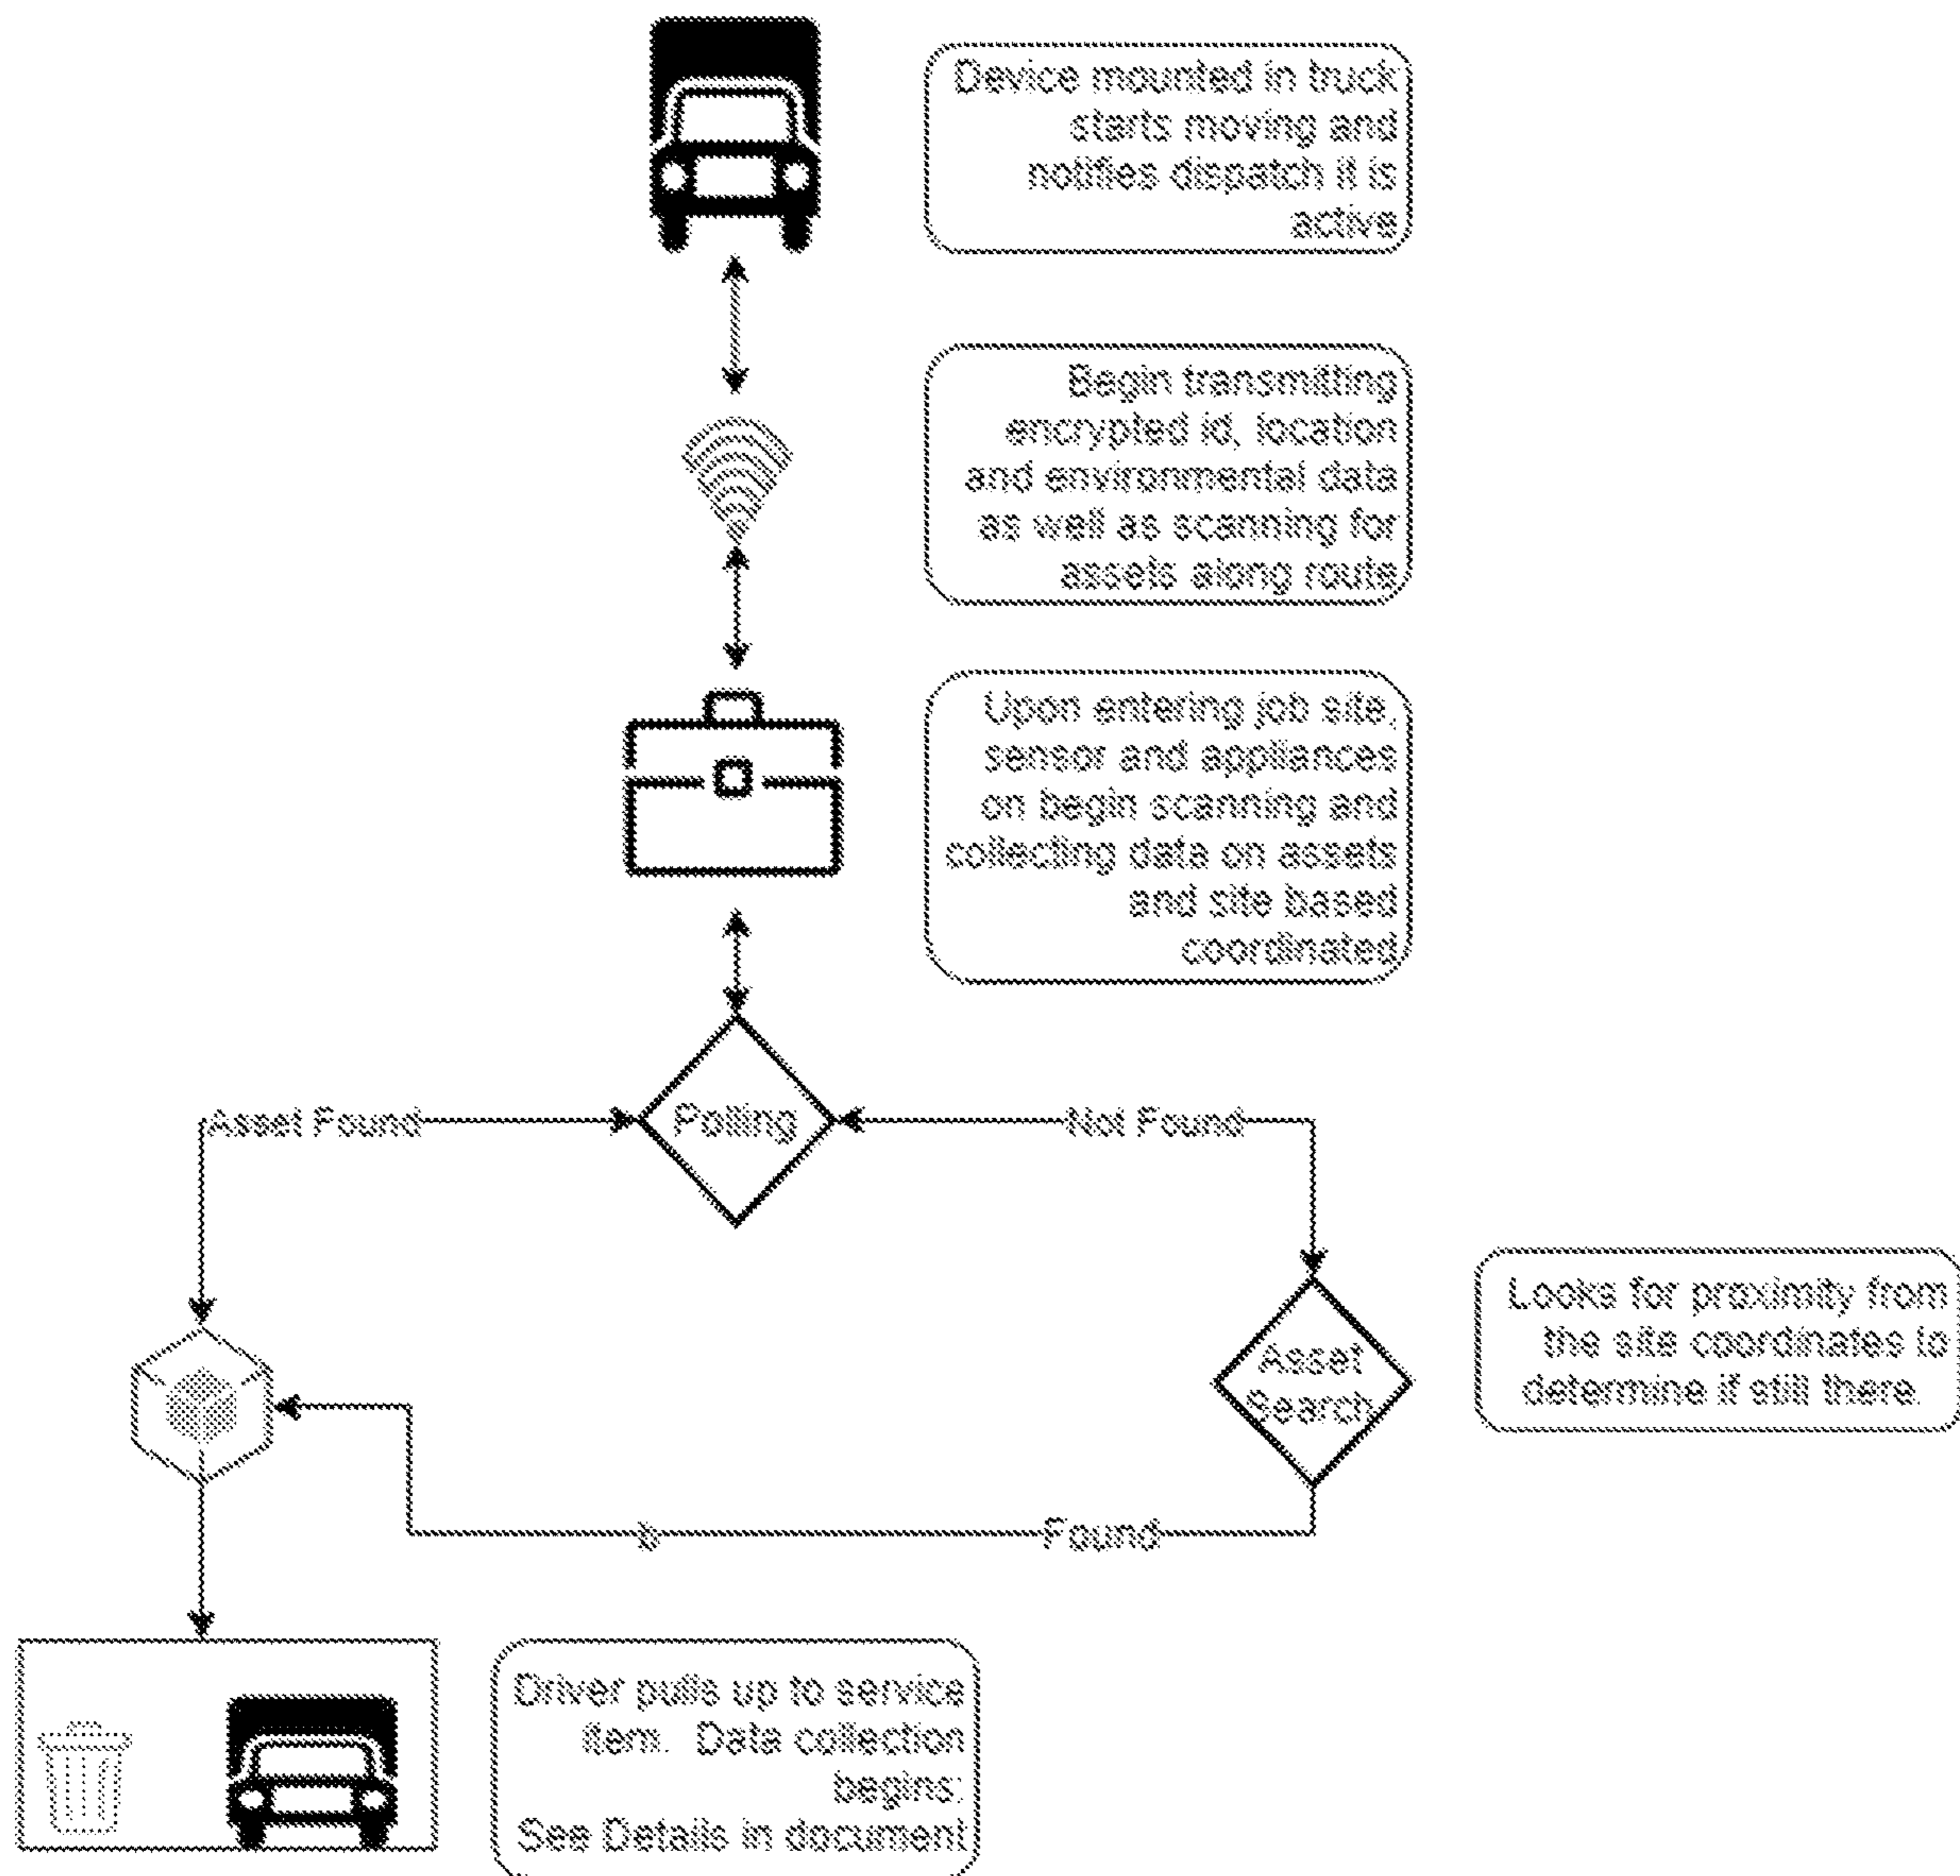 Device mounted in truck
starts moving and
notifies dispatch it is
active
Begin transmitting
encrypted id, location
and environmental data
as well as scanning for
assets along route
Upon entering job site,
sensor and appliances
on begin scanning and
collecting data on assets
and site based
coordinated
Asset Found
Polling
Not Found
Looks for proximity from
the site coordinates to
determine if still there.
Asset
Search
b
Found
Driver pulls up to service
item. Data collection
begins.
See Details in document